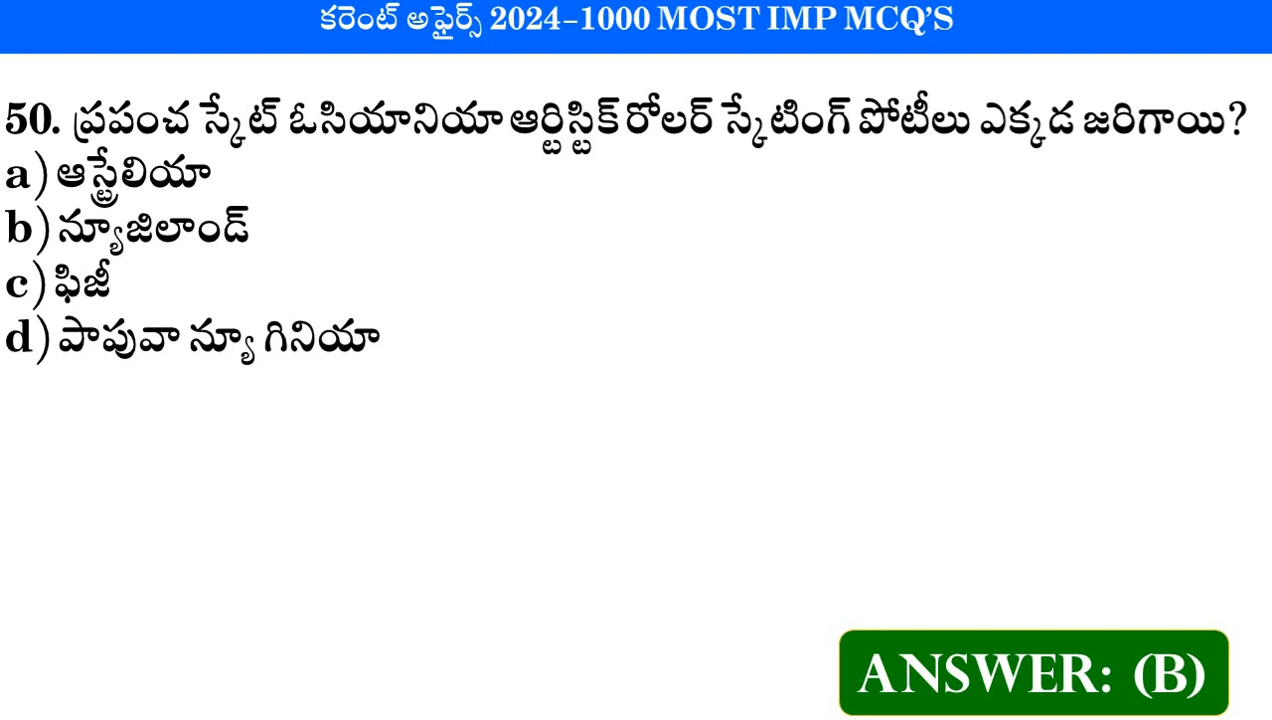 కరెంట్ అఫైర్స్ 2024–1000 MOST IMP MCQ’S
50. ప్రపంచ స్కేట్ ఓసియానియా ఆర్టిస్టిక్ రోలర్ స్కేటింగ్ పోటీలు ఎక్కడ జరిగాయి?
a) ఆస్ట్రేలియా
b) న్యూజిలాండ్
c) ఫిజీ
d) పాపువా న్యూ గినియా
ANSWER: (B)